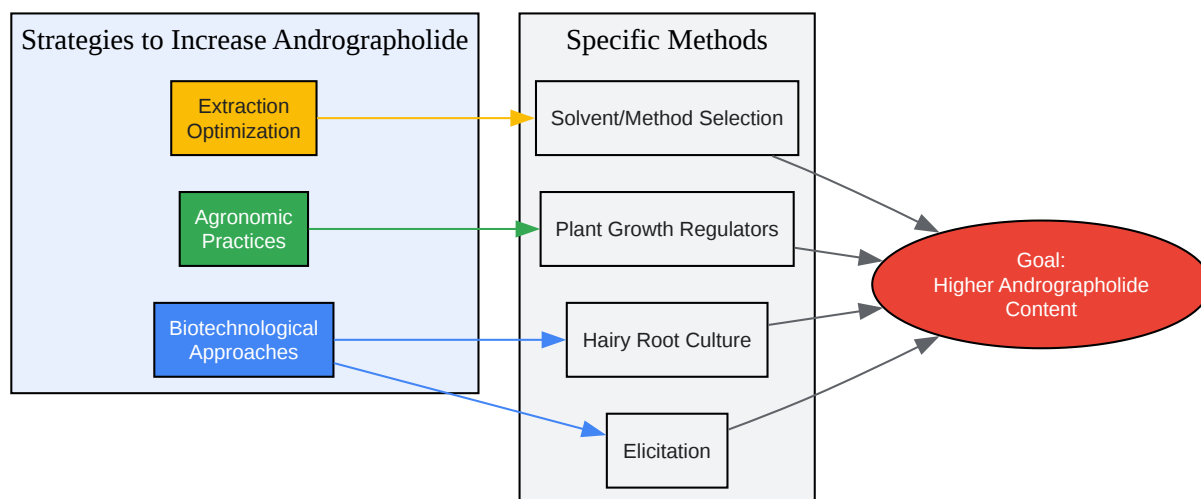 Strategies to Increase Andrographolide
Extraction
Optimization
Agronomic
Practices
Biotechnological
Approaches
Specific Methods
Solvent/Method Selection
Plant Growth Regulators
Hairy Root Culture
Elicitation
Goal:
Higher Andrographolide
Content